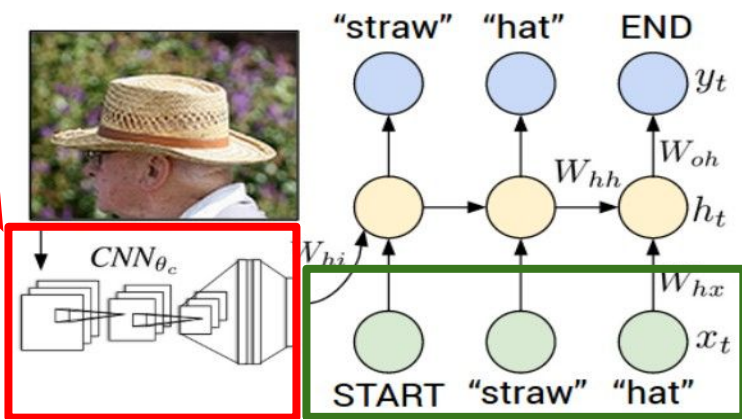 “straw” “hat” END
y_t
W_hh W_oh
h_t
CNN_θc
W_hi
W_hx
x_t
START “straw” “hat”